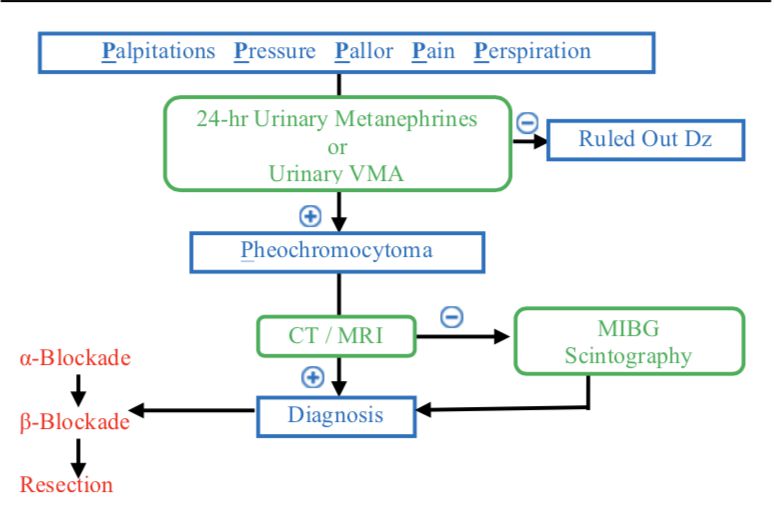 Palpitations Pressure Pallor Pain Perspiration
24-hr Urinary Metanephrines
or
Urinary VMA
⊖
Ruled Out Dz
⊕
Pheochromocytoma
CT / MRI
⊖
MIBG
Scintography
⊕
Diagnosis
α-Blockade
β-Blockade
Resection